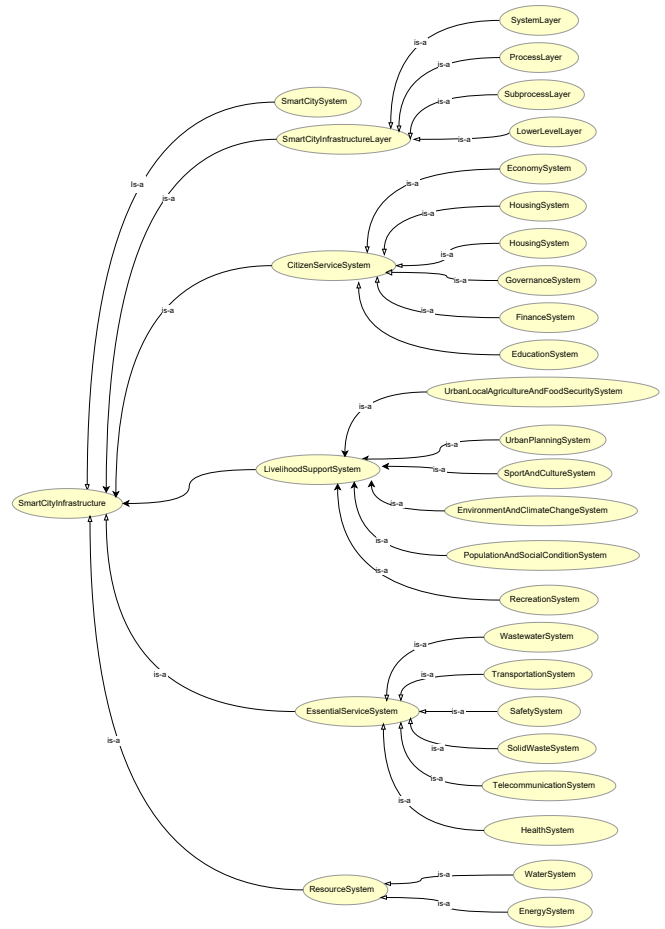 SystemLayer
is-a
ProcessLayer
is-a
SubprocessLayer
is-a
SmartCitySystem
LowerLevelLayer
is-a
SmartCityInfrastructureLayer
EconomySystem
is-a
Is-a
is-a
HousingSystem
is-a
HousingSystem
is-a
CitizenServiceSystem
GovernanceSystem
is-a
is-a
FinanceSystem
is-a
EducationSystem
UrbanLocalAgricultureAndFoodSecuritySystem
is-a
UrbanPlanningSystem
is-a
LivelihoodSupportSystem
SportAndCultureSystem
is-a
SmartCityInfrastructure
is-a
EnvironmentAndClimateChangeSystem
is-a
PopulationAndSocialConditionSystem
is-a
RecreationSystem
WastewaterSystem
is-a
is-a
TransportationSystem
is-a
EssentialServiceSystem
is-a
SafetySystem
is-a
is-a
SolidWasteSystem
is-a
TelecommunicationSystem
is-a
HealthSystem
WaterSystem
is-a
ResourceSystem
is-a
EnergySystem